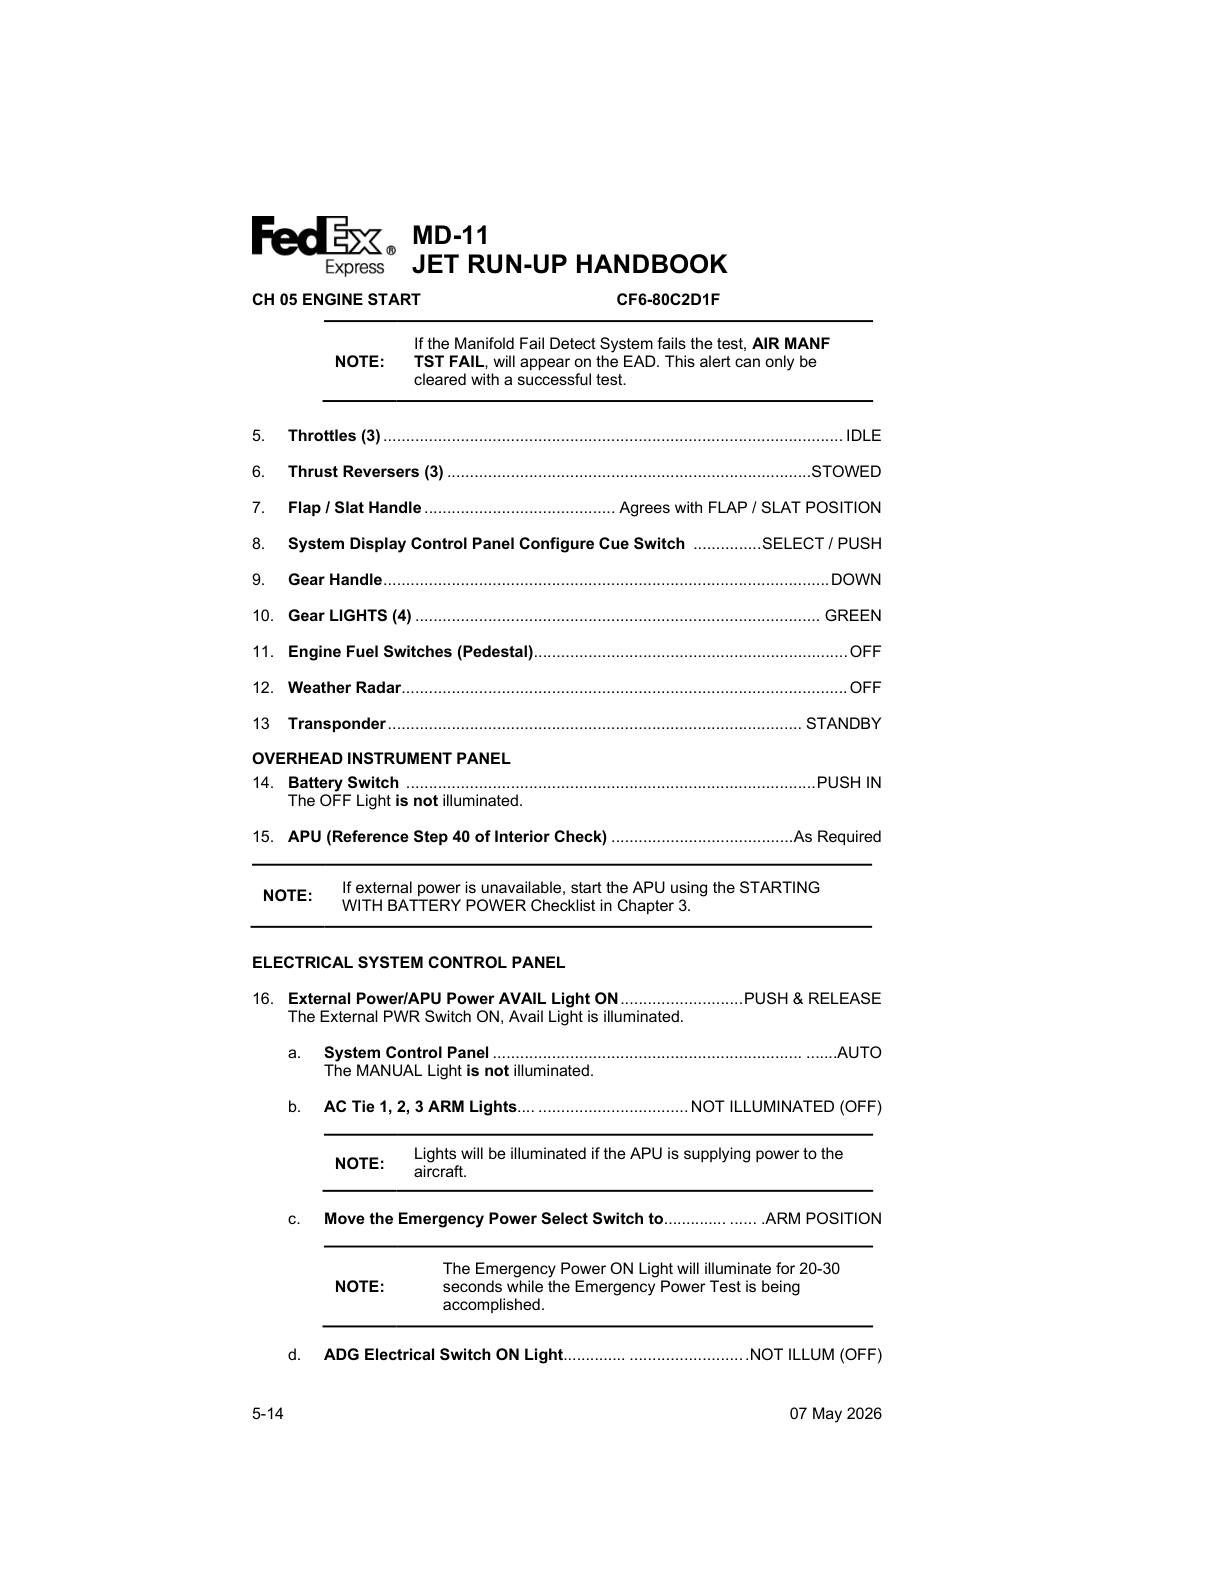 FedEx® Express
MD-11
JET RUN-UP HANDBOOK
CH 05 ENGINE START CF6-80C2D1F
NOTE: If the Manifold Fail Detect System fails the test, AIR MANF
TST FAIL, will appear on the EAD. This alert can only be
cleared with a successful test.
5. Throttles (3)..................................................................................................... IDLE
6. Thrust Reversers (3) ................................................................................STOWED
7. Flap / Slat Handle.......................................... Agrees with FLAP / SLAT POSITION
8. System Display Control Panel Configure Cue Switch ...............SELECT / PUSH
9. Gear Handle..................................................................................................DOWN
10. Gear LIGHTS (4) ......................................................................................... GREEN
11. Engine Fuel Switches (Pedestal).....................................................................OFF
12. Weather Radar..................................................................................................OFF
13 Transponder........................................................................................... STANDBY
OVERHEAD INSTRUMENT PANEL
14. Battery Switch ..........................................................................................PUSH IN
The OFF Light is not illuminated.
15. APU (Reference Step 40 of Interior Check) ........................................As Required
NOTE: If external power is unavailable, start the APU using the STARTING
WITH BATTERY POWER Checklist in Chapter 3.
ELECTRICAL SYSTEM CONTROL PANEL
16. External Power/APU Power AVAIL Light ON...........................PUSH & RELEASE
The External PWR Switch ON, Avail Light is illuminated.
a. System Control Panel .................................................................... .......AUTO
The MANUAL Light is not illuminated.
b. AC Tie 1, 2, 3 ARM Lights.... .................................NOT ILLUMINATED (OFF)
NOTE: Lights will be illuminated if the APU is supplying power to the
aircraft.
c. Move the Emergency Power Select Switch to.............. ...... .ARM POSITION
NOTE: The Emergency Power ON Light will illuminate for 20-30
seconds while the Emergency Power Test is being
accomplished.
d. ADG Electrical Switch ON Light.............. ..........................NOT ILLUM (OFF)
5-14 07 May 2026